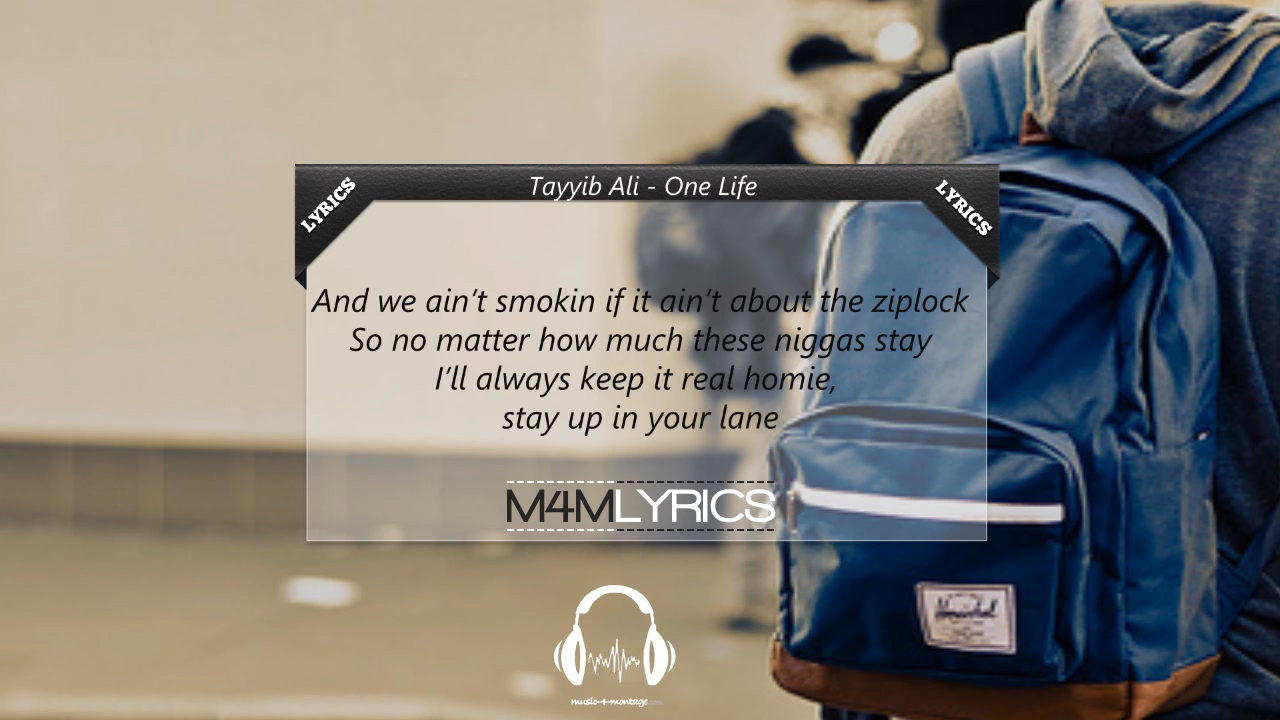 Tayyib Ali - One Life
LYRICS
LYRICS
And we ain't smokin if it ain't about the ziplock
So no matter how much these niggas stay
I'll always keep it real homie,
stay up in your lane
M4MLYRICS
Herschel
music-4-montage.com